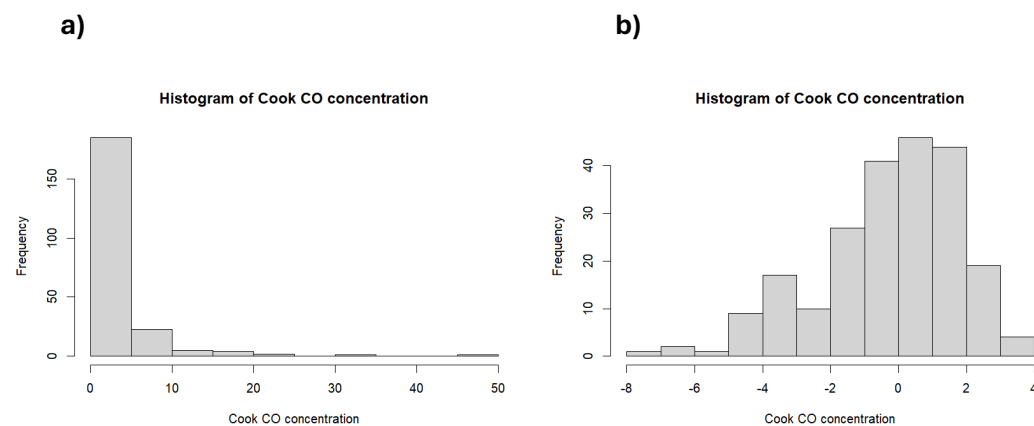 a)
b)
Histogram of Cook CO concentration
Histogram of Cook CO concentration
Frequency
0
50
100
150
0 10 20 30 40 50
Cook CO concentration
Frequency
0
10
20
30
40
-8 -6 -4 -2 0 2 4
Cook CO concentration